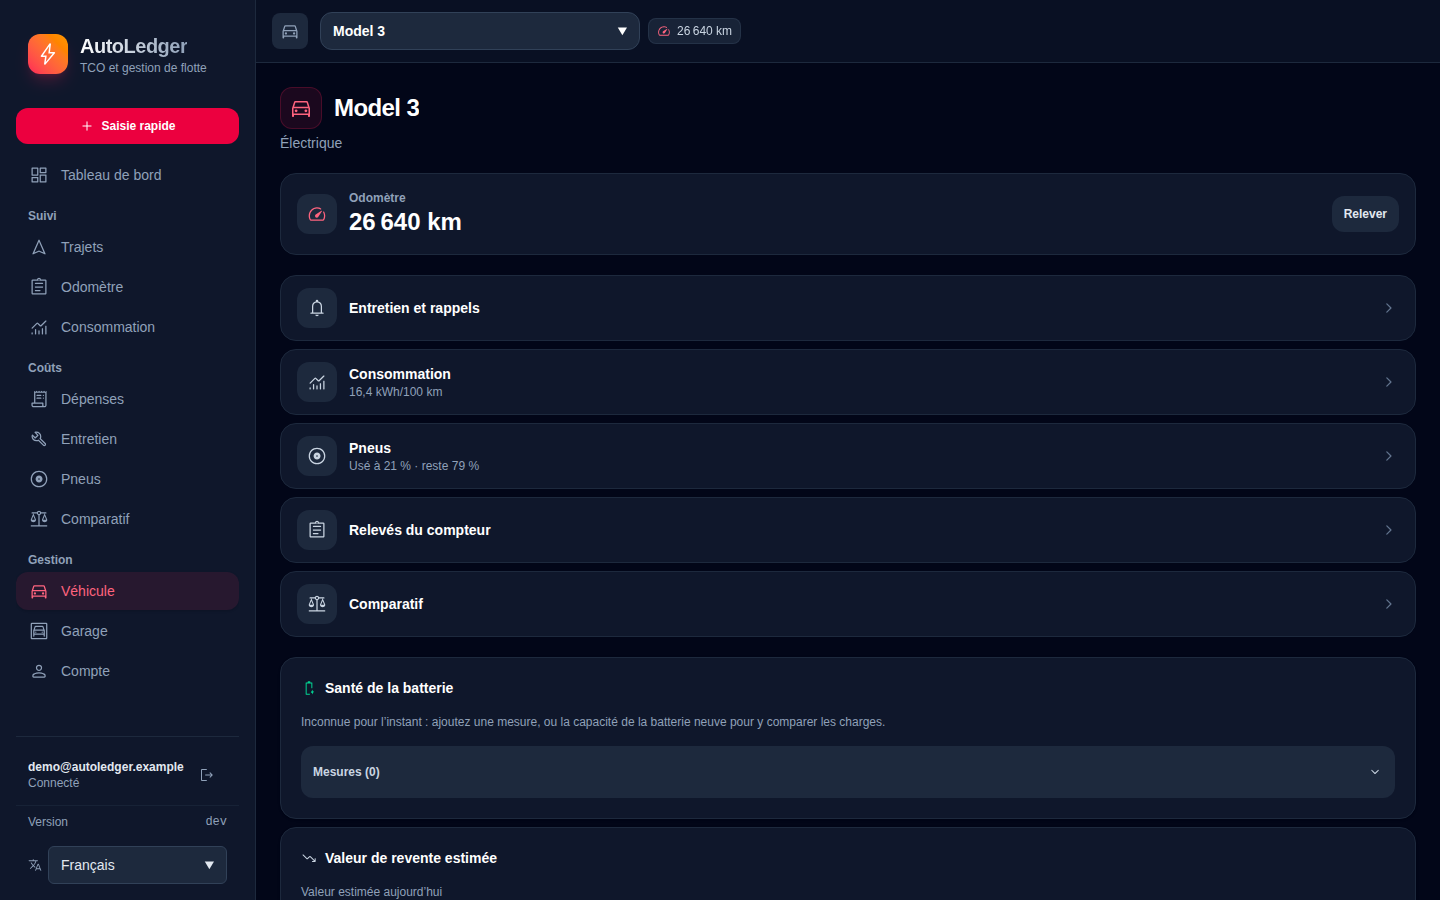 AutoLedger
TCO et gestion de flotte
Saisie rapide
Tableau de bord
Suivi
Trajets
Odomètre
Consommation
Coûts
Dépenses
Entretien
Pneus
Comparatif
Gestion
Véhicule
Garage
Compte
demo@autoledger.example
Connecté
Version dev
Français
Model 3
26 640 km
Model 3
Électrique
Odomètre
26 640 km
Relever
Entretien et rappels
Consommation
16,4 kWh/100 km
Pneus
Usé à 21 % · reste 79 %
Relevés du compteur
Comparatif
Santé de la batterie
Inconnue pour l’instant : ajoutez une mesure, ou la capacité de la batterie neuve pour y comparer les charges.
Mesures (0)
Valeur de revente estimée
Valeur estimée aujourd’hui